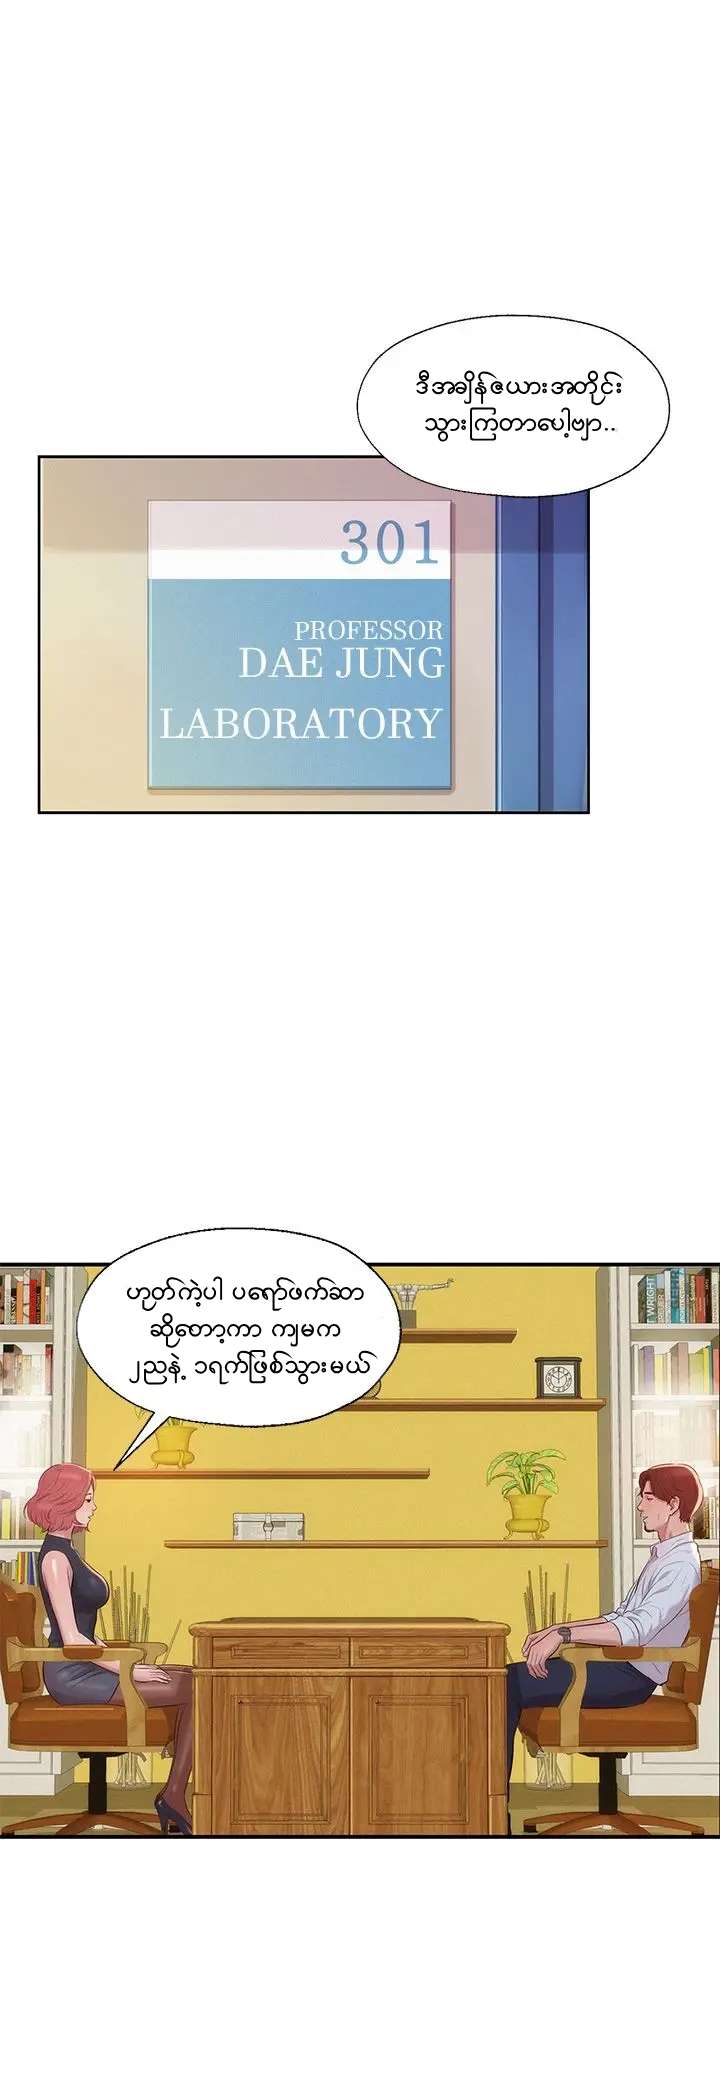 ဒီအချိန်ဇယားအတိုင်း
သွားကြတာပေါ့ဗျာ..
301
PROFESSOR
DAE JUNG
LABORATORY
ဟုတ်ကဲ့ပါ ပရော်ဖက်ဆာ
ဆိုတော့ကာ ကျမက
၂ညနဲ့ ၁ရက်ဖြစ်သွားမယ်
WRIGHT